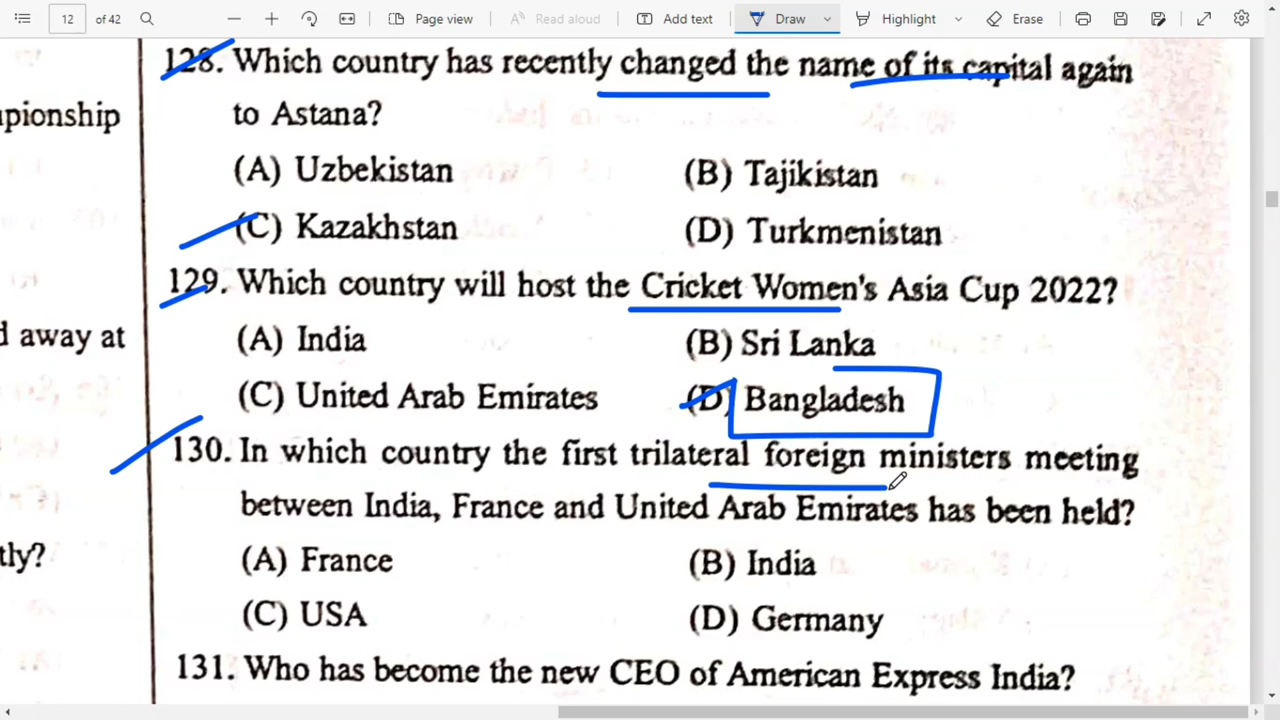 12 of 42 Page view Read aloud Add text Draw Highlight Erase
128. Which country has recently changed the name of its capital again
pionship
to Astana?
(A) Uzbekistan (B) Tajikistan
(C) Kazakhstan (D) Turkmenistan
129. Which country will host the Cricket Women's Asia Cup 2022?
d away at
(A) India (B) Sri Lanka
(C) United Arab Emirates (D) Bangladesh
130. In which country the first trilateral foreign ministers meeting
between India, France and United Arab Emirates has been held?
tly?
(A) France (B) India
(C) USA (D) Germany
131. Who has become the new CEO of American Express India?